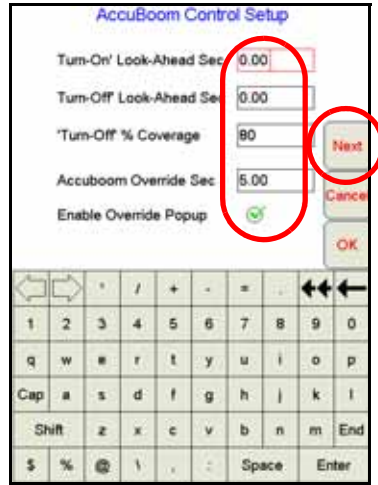 AccuBoom Control Setup
Turn-On' Look-Ahead Sec 0.00
Turn-Off' Look-Ahead Sec 0.00
'Turn-Off' % Coverage 80
Next
Accuboom Override Sec 5.00
Cancel
Enable Override Popup
OK
' / + - = .
1 2 3 4 5 6 7 8 9 0
q w e r t y u i o p
Cap a s d f g h j k l
Shift z x c v b n m End
$ % @ \ , : Space Enter